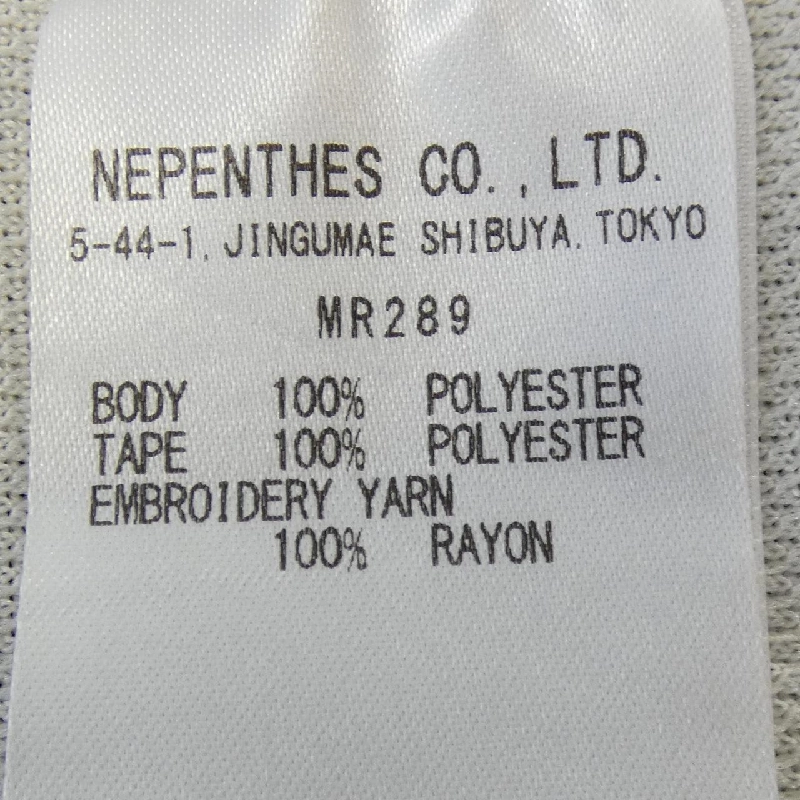 NEPENTHES CO.,LTD.
5-44-1, JINGUMAE SHIBUYA, TOKYO
MR289
BODY 100% POLYESTER
TAPE 100% POLYESTER
EMBROIDERY YARN
100% RAYON